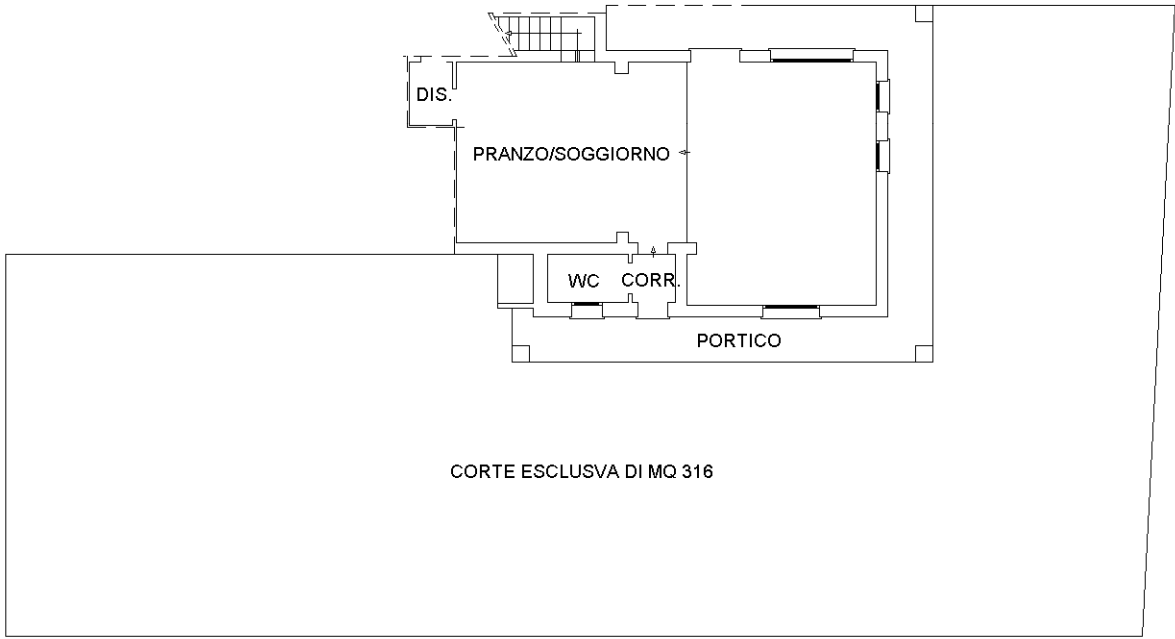 DIS.
PRANZO/SOGGIORNO
WC
CORR.
PORTICO
CORTE ESCLUSVA DI MQ 316